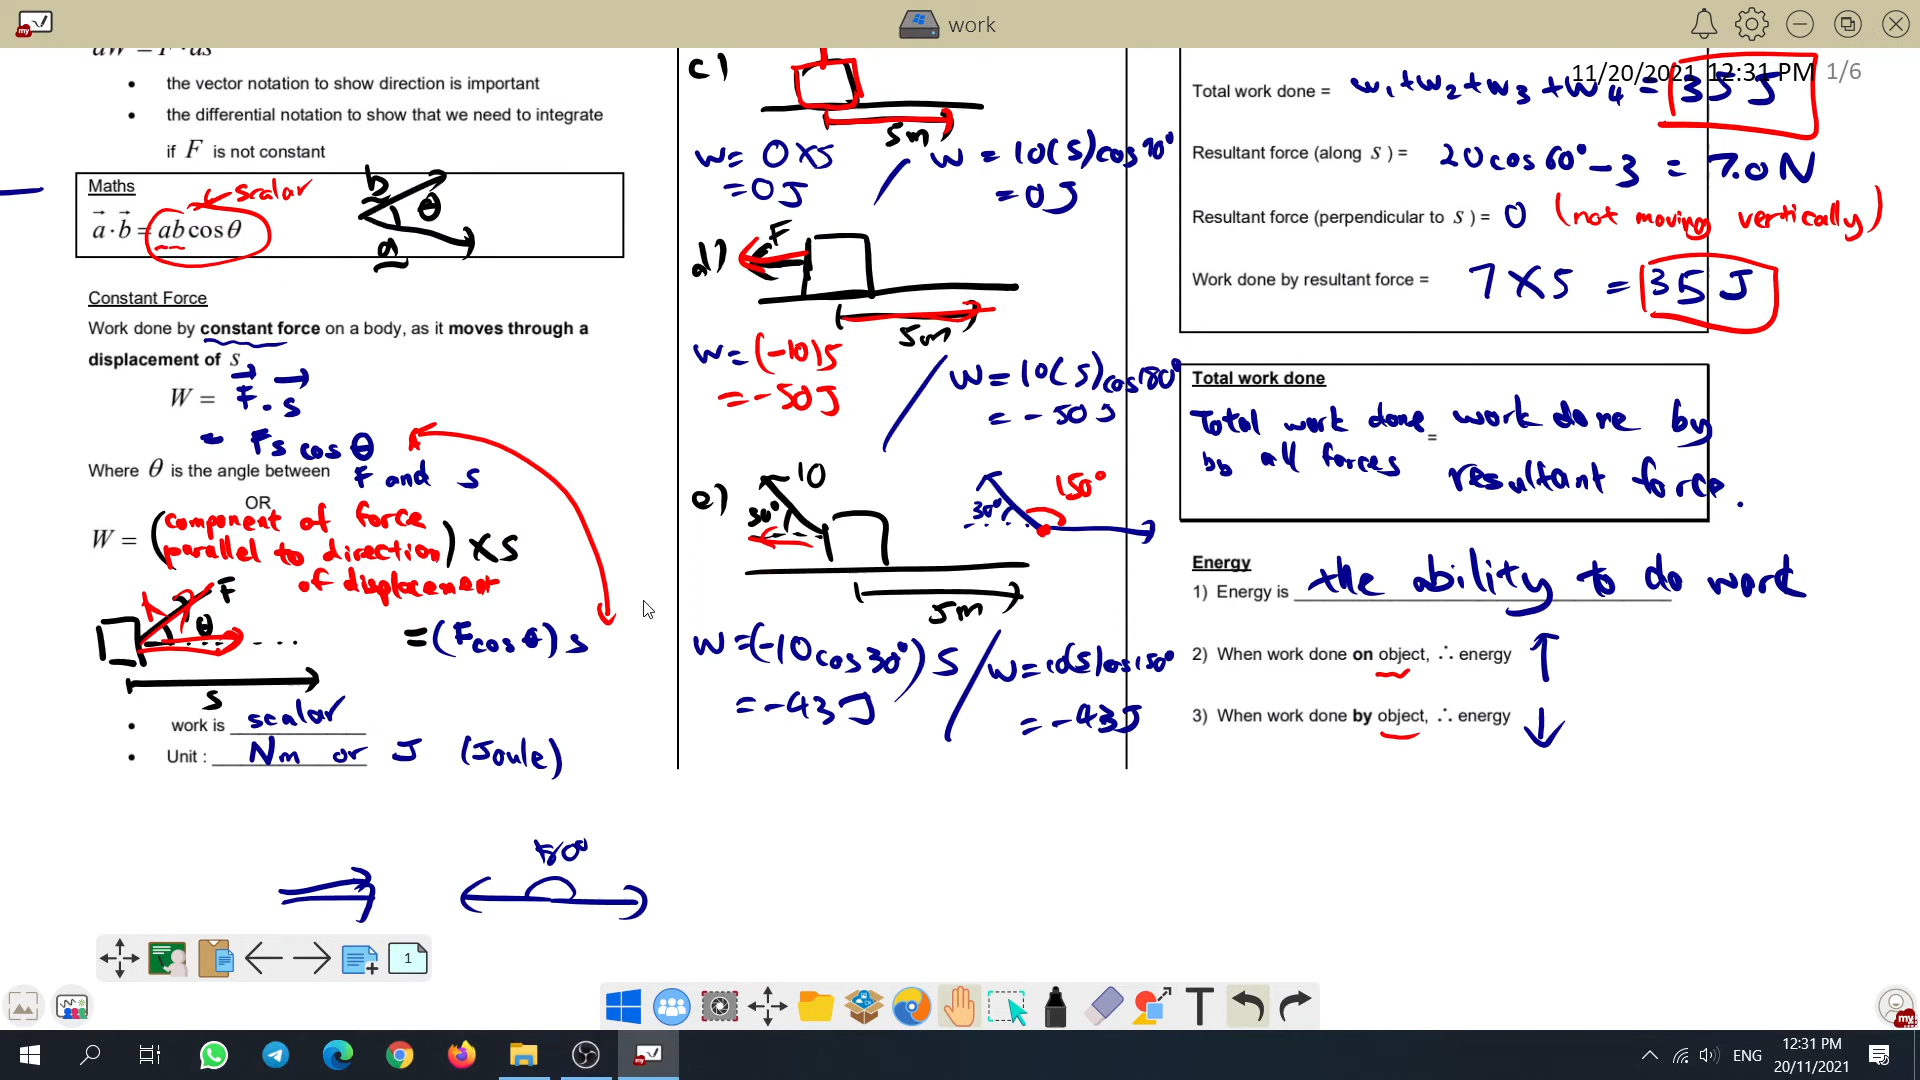 work
11/20/2021 12:31 PM 1/6
dW = F · ds
the vector notation to show direction is important
the differential notation to show that we need to integrate
if F is not constant
Maths
scalar
a · b = ab cos θ
b
θ
a
Constant Force
Work done by constant force on a body, as it moves through a
displacement of s
W = F . s
= Fs cos θ
Where θ is the angle between F and s
OR
W = (component of force
parallel to direction) × s
of displacement
F
θ
= (F cos θ) s
s
work is scalar
Unit : Nm or J (Joule)
180°
c)
5m
W = 0 × 5
= 0 J
W = 10(5)cos 90°
= 0 J
d)
F
5m
W = (-10)5
= -50J
W = 10(5)cos 180°
= -50J
e)
10
30°
30°
150°
5m
W = (-10 cos 30°) 5
= -43 J
W = 10(5)cos 150°
= -43J
Total work done = W1 + W2 + W3 + W4 = 35 J
Resultant force (along s ) = 20 cos 60° - 3 = 7.0 N
Resultant force (perpendicular to s ) = 0 (not moving vertically)
Work done by resultant force = 7 × 5 = 35 J
Total work done
Total work done = work done by
by all forces resultant force.
Energy
1) Energy is the ability to do work
2) When work done on object, ∴ energy ↑
3) When work done by object, ∴ energy ↓
1
T
my
ENG
12:31 PM
20/11/2021